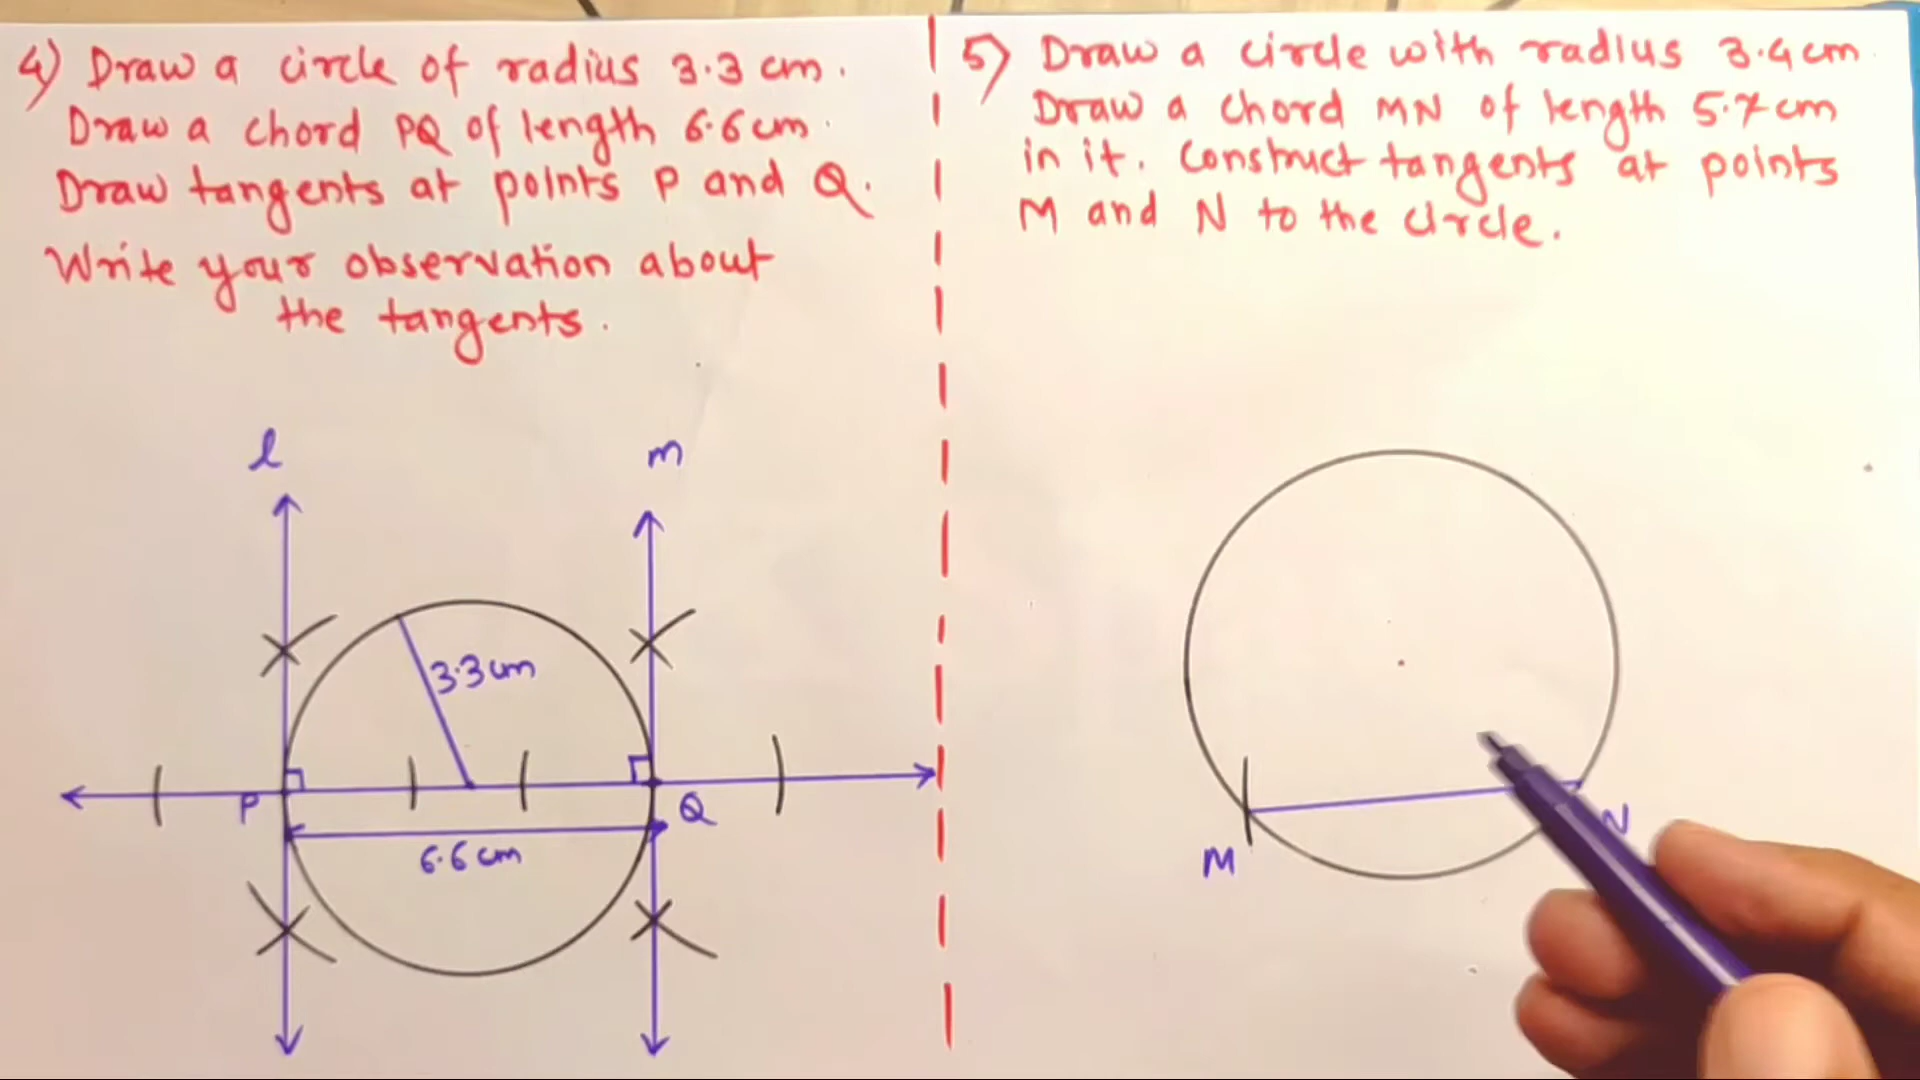 4) Draw a circle of radius 3.3 cm.
Draw a chord PQ of length 6.6 cm.
Draw tangents at points P and Q.
Write your observation about
the tangents.
l
m
3.3 cm
P
Q
6.6 cm
5) Draw a circle with radius 3.4 cm
Draw a chord MN of length 5.7 cm
in it. Construct tangents at points
M and N to the circle.
M
N